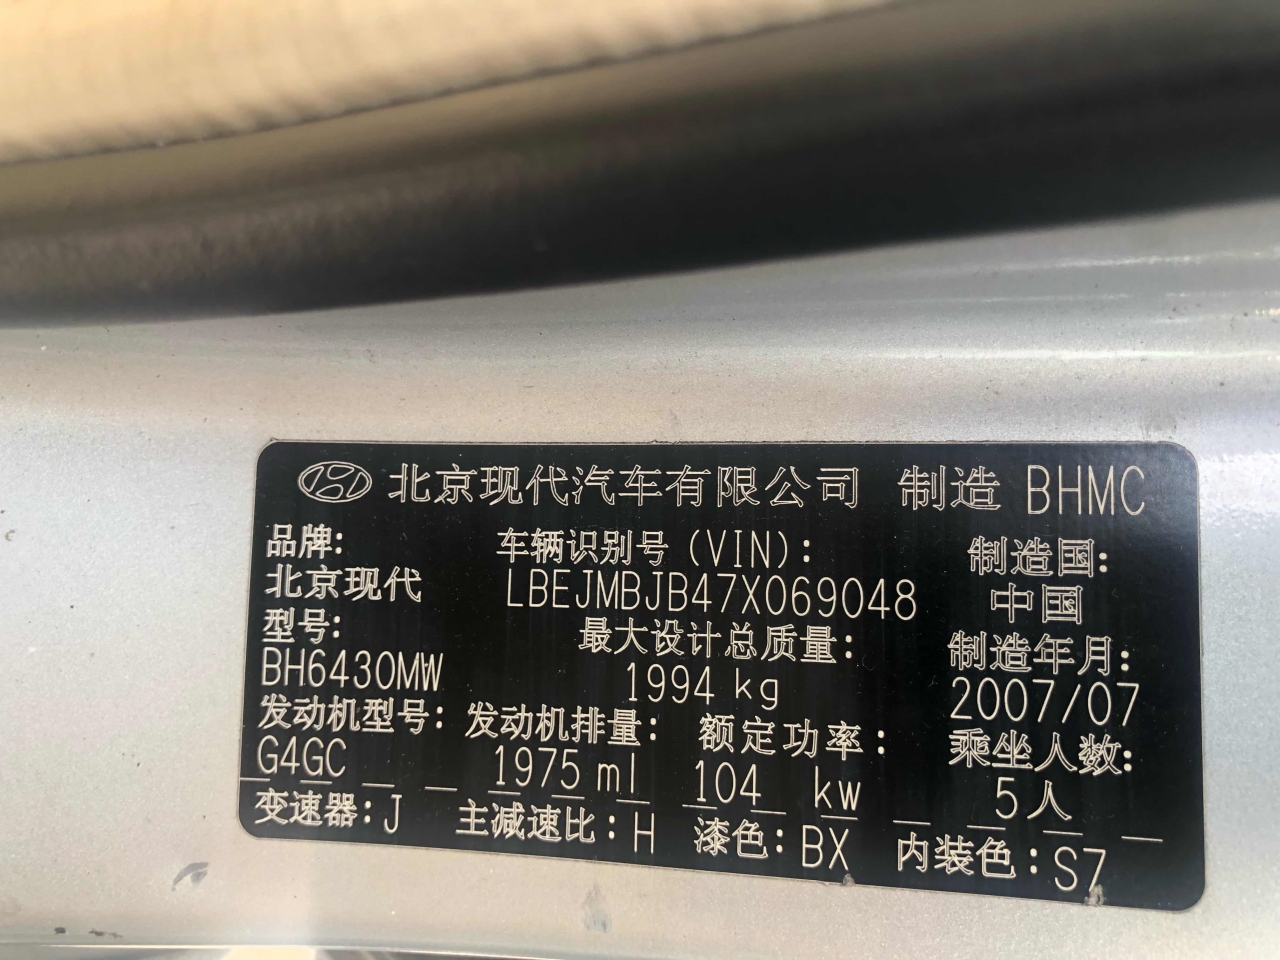 北京现代汽车有限公司 制造 BHMC
品牌: 车辆识别号(VIN): 制造国:
北京现代 LBEJMBJB47X069048 中国
型号: 最大设计总质量: 制造年月:
BH6430MW 1994 kg 2007/07
发动机型号: 发动机排量: 额定功率: 乘坐人数:
G4GC 1975 ml 104 kw 5人
变速器:J 主减速比:H 漆色:BX 内装色:S7